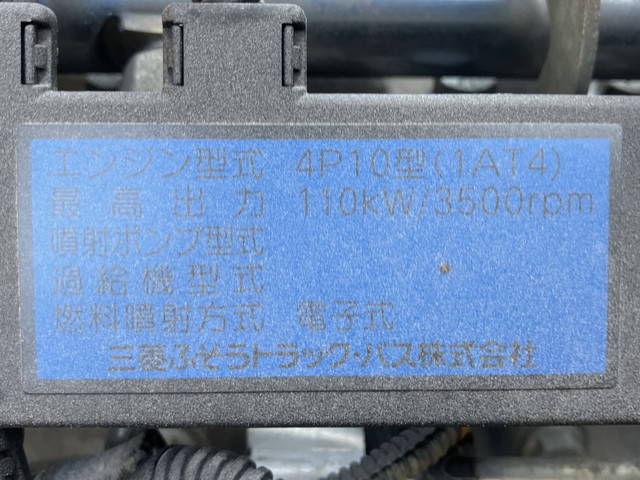 エンジン型式 4P10型(1AT4)
最高出力 110kW/3500rpm
噴射ポンプ型式
過給機型式
燃料噴射方式 電子式
三菱ふそうトラック・バス株式会社